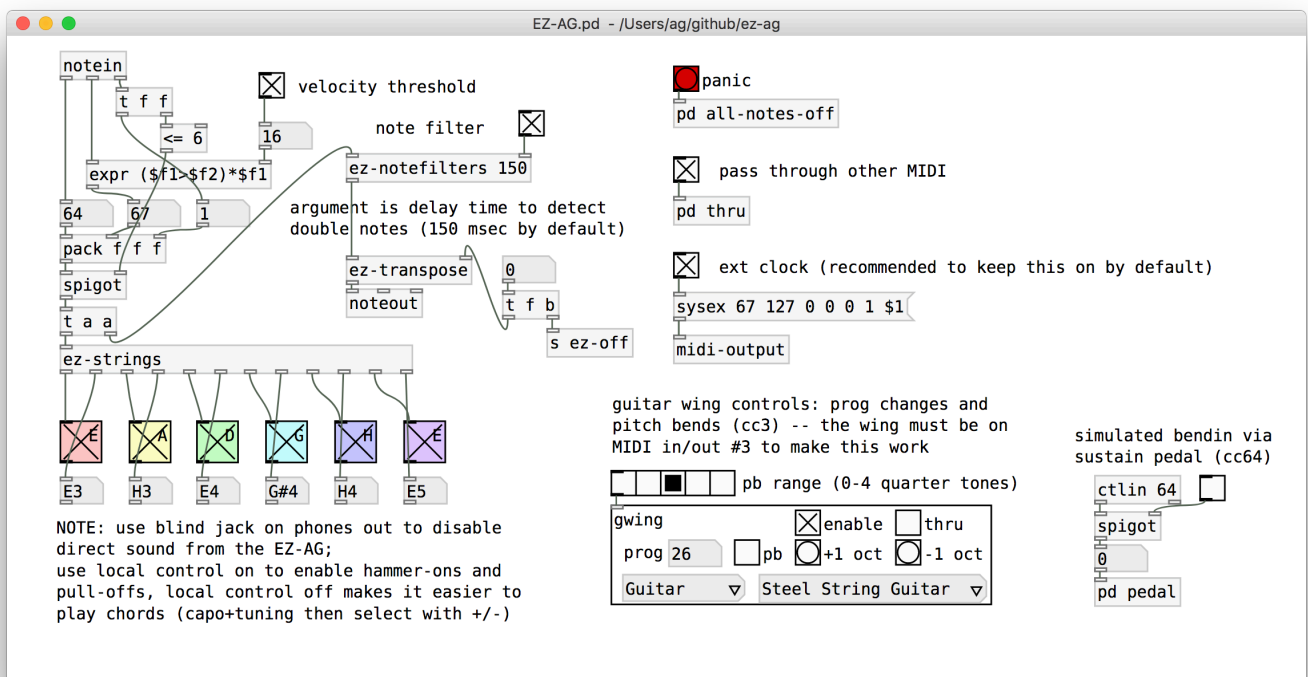 EZ-AG.pd - /Users/ag/github/ez-ag
notein
t f f
<= 6
velocity threshold
16
note filter
expr ($f1>$f2)*$f1
ez-notefilters 150
64
67
1
argument is delay time to detect
double notes (150 msec by default)
pack f f f
spigot
t a a
ez-transpose
noteout
0
t f b
s ez-off
ez-strings
E
A
D
G
H
E
E3
H3
E4
G#4
H4
E5
NOTE: use blind jack on phones out to disable
direct sound from the EZ-AG;
use local control on to enable hammer-ons and
pull-offs, local control off makes it easier to
play chords (capo+tuning then select with +/-)
panic
pd all-notes-off
pass through other MIDI
pd thru
ext clock (recommended to keep this on by default)
sysex 67 127 0 0 0 1 $1
midi-output
guitar wing controls: prog changes and
pitch bends (cc3) -- the wing must be on
MIDI in/out #3 to make this work
pb range (0-4 quarter tones)
gwing
enable
thru
prog 26
pb
+1 oct
-1 oct
Guitar
Steel String Guitar
simulated bendin via
sustain pedal (cc64)
ctlin 64
spigot
0
pd pedal